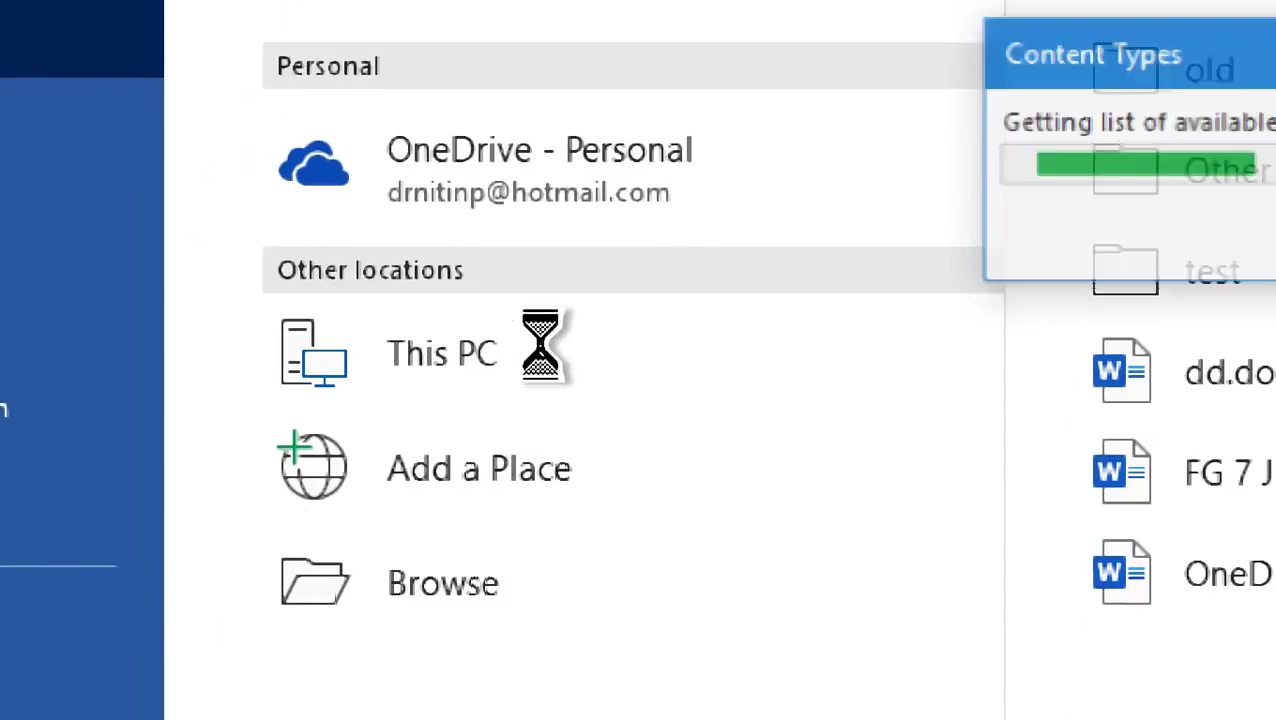 Personal
OneDrive - Personal
drnitinp@hotmail.com
Other locations
This PC
Add a Place
Browse
Content Types
old
Getting list of available
Other
test
dd.do
FG 7 J
OneD
n